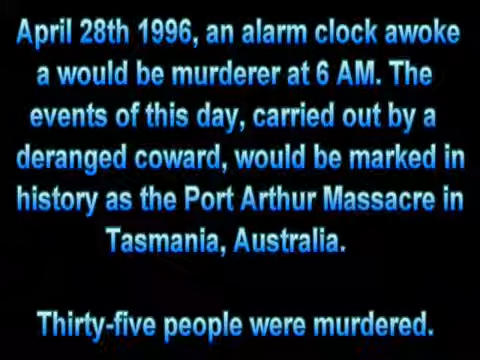 April 28th 1996, an alarm clock awoke
a would be murderer at 6 AM. The
events of this day, carried out by a
deranged coward, would be marked in
history as the Port Arthur Massacre in
Tasmania, Australia.
Thirty-five people were murdered.